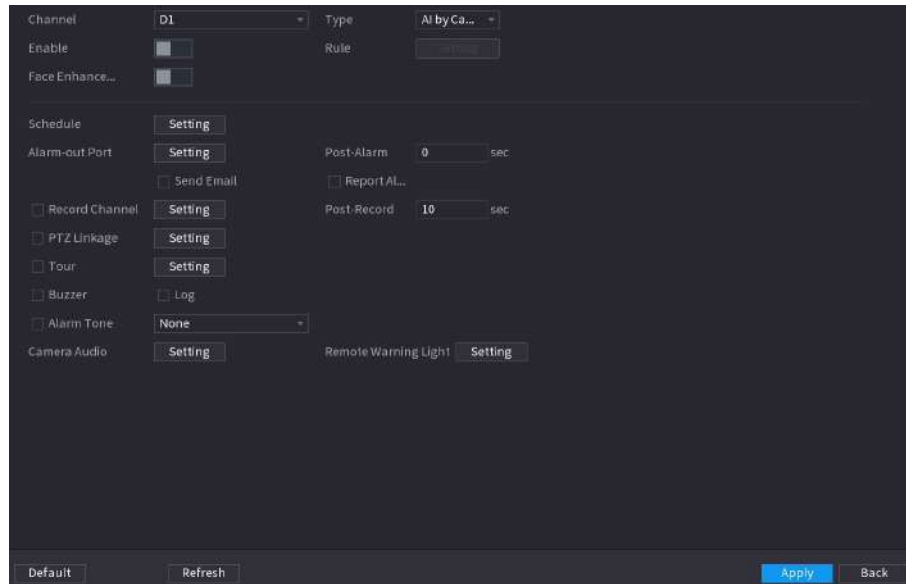 Channel D1 Type AI by Ca...
Enable Rule Setting
Face Enhance...
Schedule Setting
Alarm-out Port Setting Post-Alarm 0 sec
Send Email Report Al...
Record Channel Setting Post-Record 10 sec
PTZ Linkage Setting
Tour Setting
Buzzer Log
Alarm Tone None
Camera Audio Setting Remote Warning Light Setting
Default Refresh Apply Back